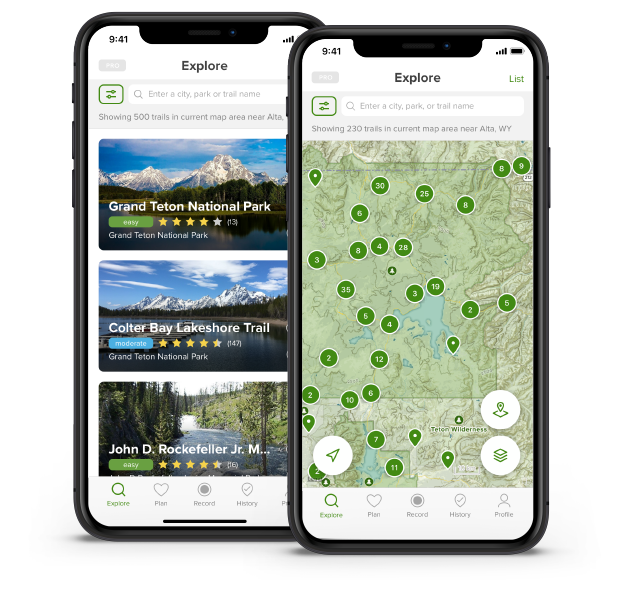 9:41
PRO
Explore
Enter a city, park or trail name
Showing 500 trails in current map area near Alta,
Grand Teton National Park
easy
(13)
Grand Teton National Park
Colter Bay Lakeshore Trail
moderate
(147)
Grand Teton National Park
John D. Rockefeller Jr. M...
easy
(16)
Explore
Plan
Record
History
9:41
PRO
Explore
List
Enter a city, park or trail name
Showing 230 trails in current map area near Alta, WY
8
9
30
25
8
6
8
4
28
3
35
3
19
2
5
5
4
2
12
2
10
6
Teton Wilderness
7
11
2
Explore
Plan
Record
History
Profile